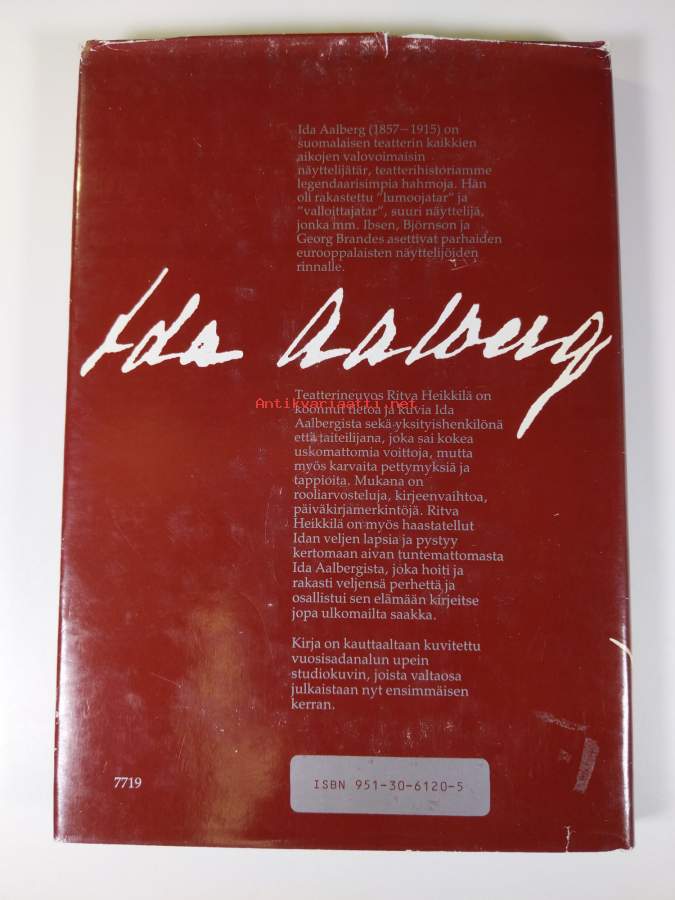 Ida Aalberg (1857—1915) on
suomalaisen teatterin kaikkien
aikojen valovoimaisin
näyttelijätär, teatterihistoriamme
legendaarisimpia hahmoja. Hän
oli rakastettu "lumoojatar" ja
"valloittajatar", suuri näyttelijä,
jonka mm. Ibsen, Björnson ja
Georg Brandes asettivat parhaiden
eurooppalaisten näyttelijöiden
rinnalle.
Ida Aalberg
Teatterineuvos Ritva Heikkilä on
Antikvariaatti.net
koonnut tietoa ja kuvia Ida
Aalbergista sekä yksityishenkilönä
että taiteilijana, joka sai kokea
uskomattomia voittoja, mutta
myös karvaita pettymyksiä ja
tappioita. Mukana on
rooliarvosteluja, kirjeenvaihtoa,
päiväkirjamerkintöjä. Ritva
Heikkilä on myös haastatellut
Idan veljen lapsia ja pystyy
kertomaan aivan tuntemattomasta
Ida Aalbergista, joka hoiti ja
rakasti veljensä perhettä ja
osallistui sen elämään kirjeitse
jopa ulkomailta saakka.
Kirja on kauttaaltaan kuvitettu
vuosisadanalun upein
studiokuvin, joista valtaosa
julkaistaan nyt ensimmäisen
kerran.
7719
ISBN 951-30-6120-5